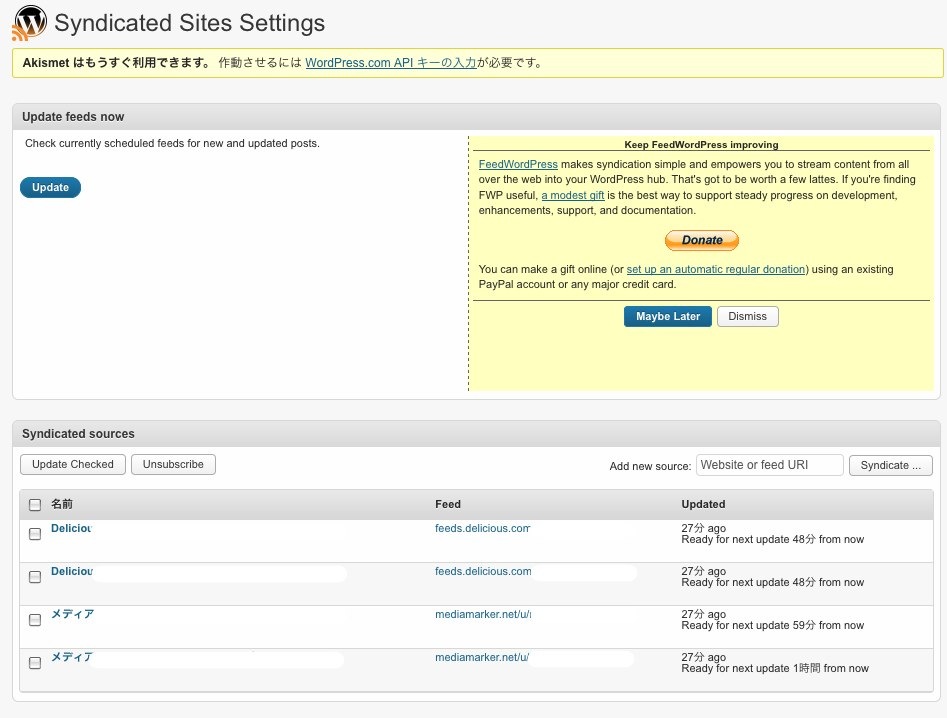 Syndicated Sites Settings
Akismet はもうすぐ利用できます。 作動させるには WordPress.com API キーの入力が必要です。
Update feeds now
Check currently scheduled feeds for new and updated posts.
Update
Keep FeedWordPress improving
FeedWordPress makes syndication simple and empowers you to stream content from all
over the web into your WordPress hub. That's got to be worth a few lattes. If you're finding
FWP useful, a modest gift is the best way to support steady progress on development,
enhancements, support, and documentation.
Donate
You can make a gift online (or set up an automatic regular donation) using an existing
PayPal account or any major credit card.
Maybe Later Dismiss
Syndicated sources
Update Checked Unsubscribe Add new source: Website or feed URI Syndicate ...
名前 Feed Updated
Deliciou feeds.delicious.com 27分 ago
Ready for next update 48分 from now
Deliciou feeds.delicious.com 27分 ago
Ready for next update 48分 from now
メディア mediamarker.net/u/ 27分 ago
Ready for next update 59分 from now
メディア mediamarker.net/u/ 27分 ago
Ready for next update 1時間 from now